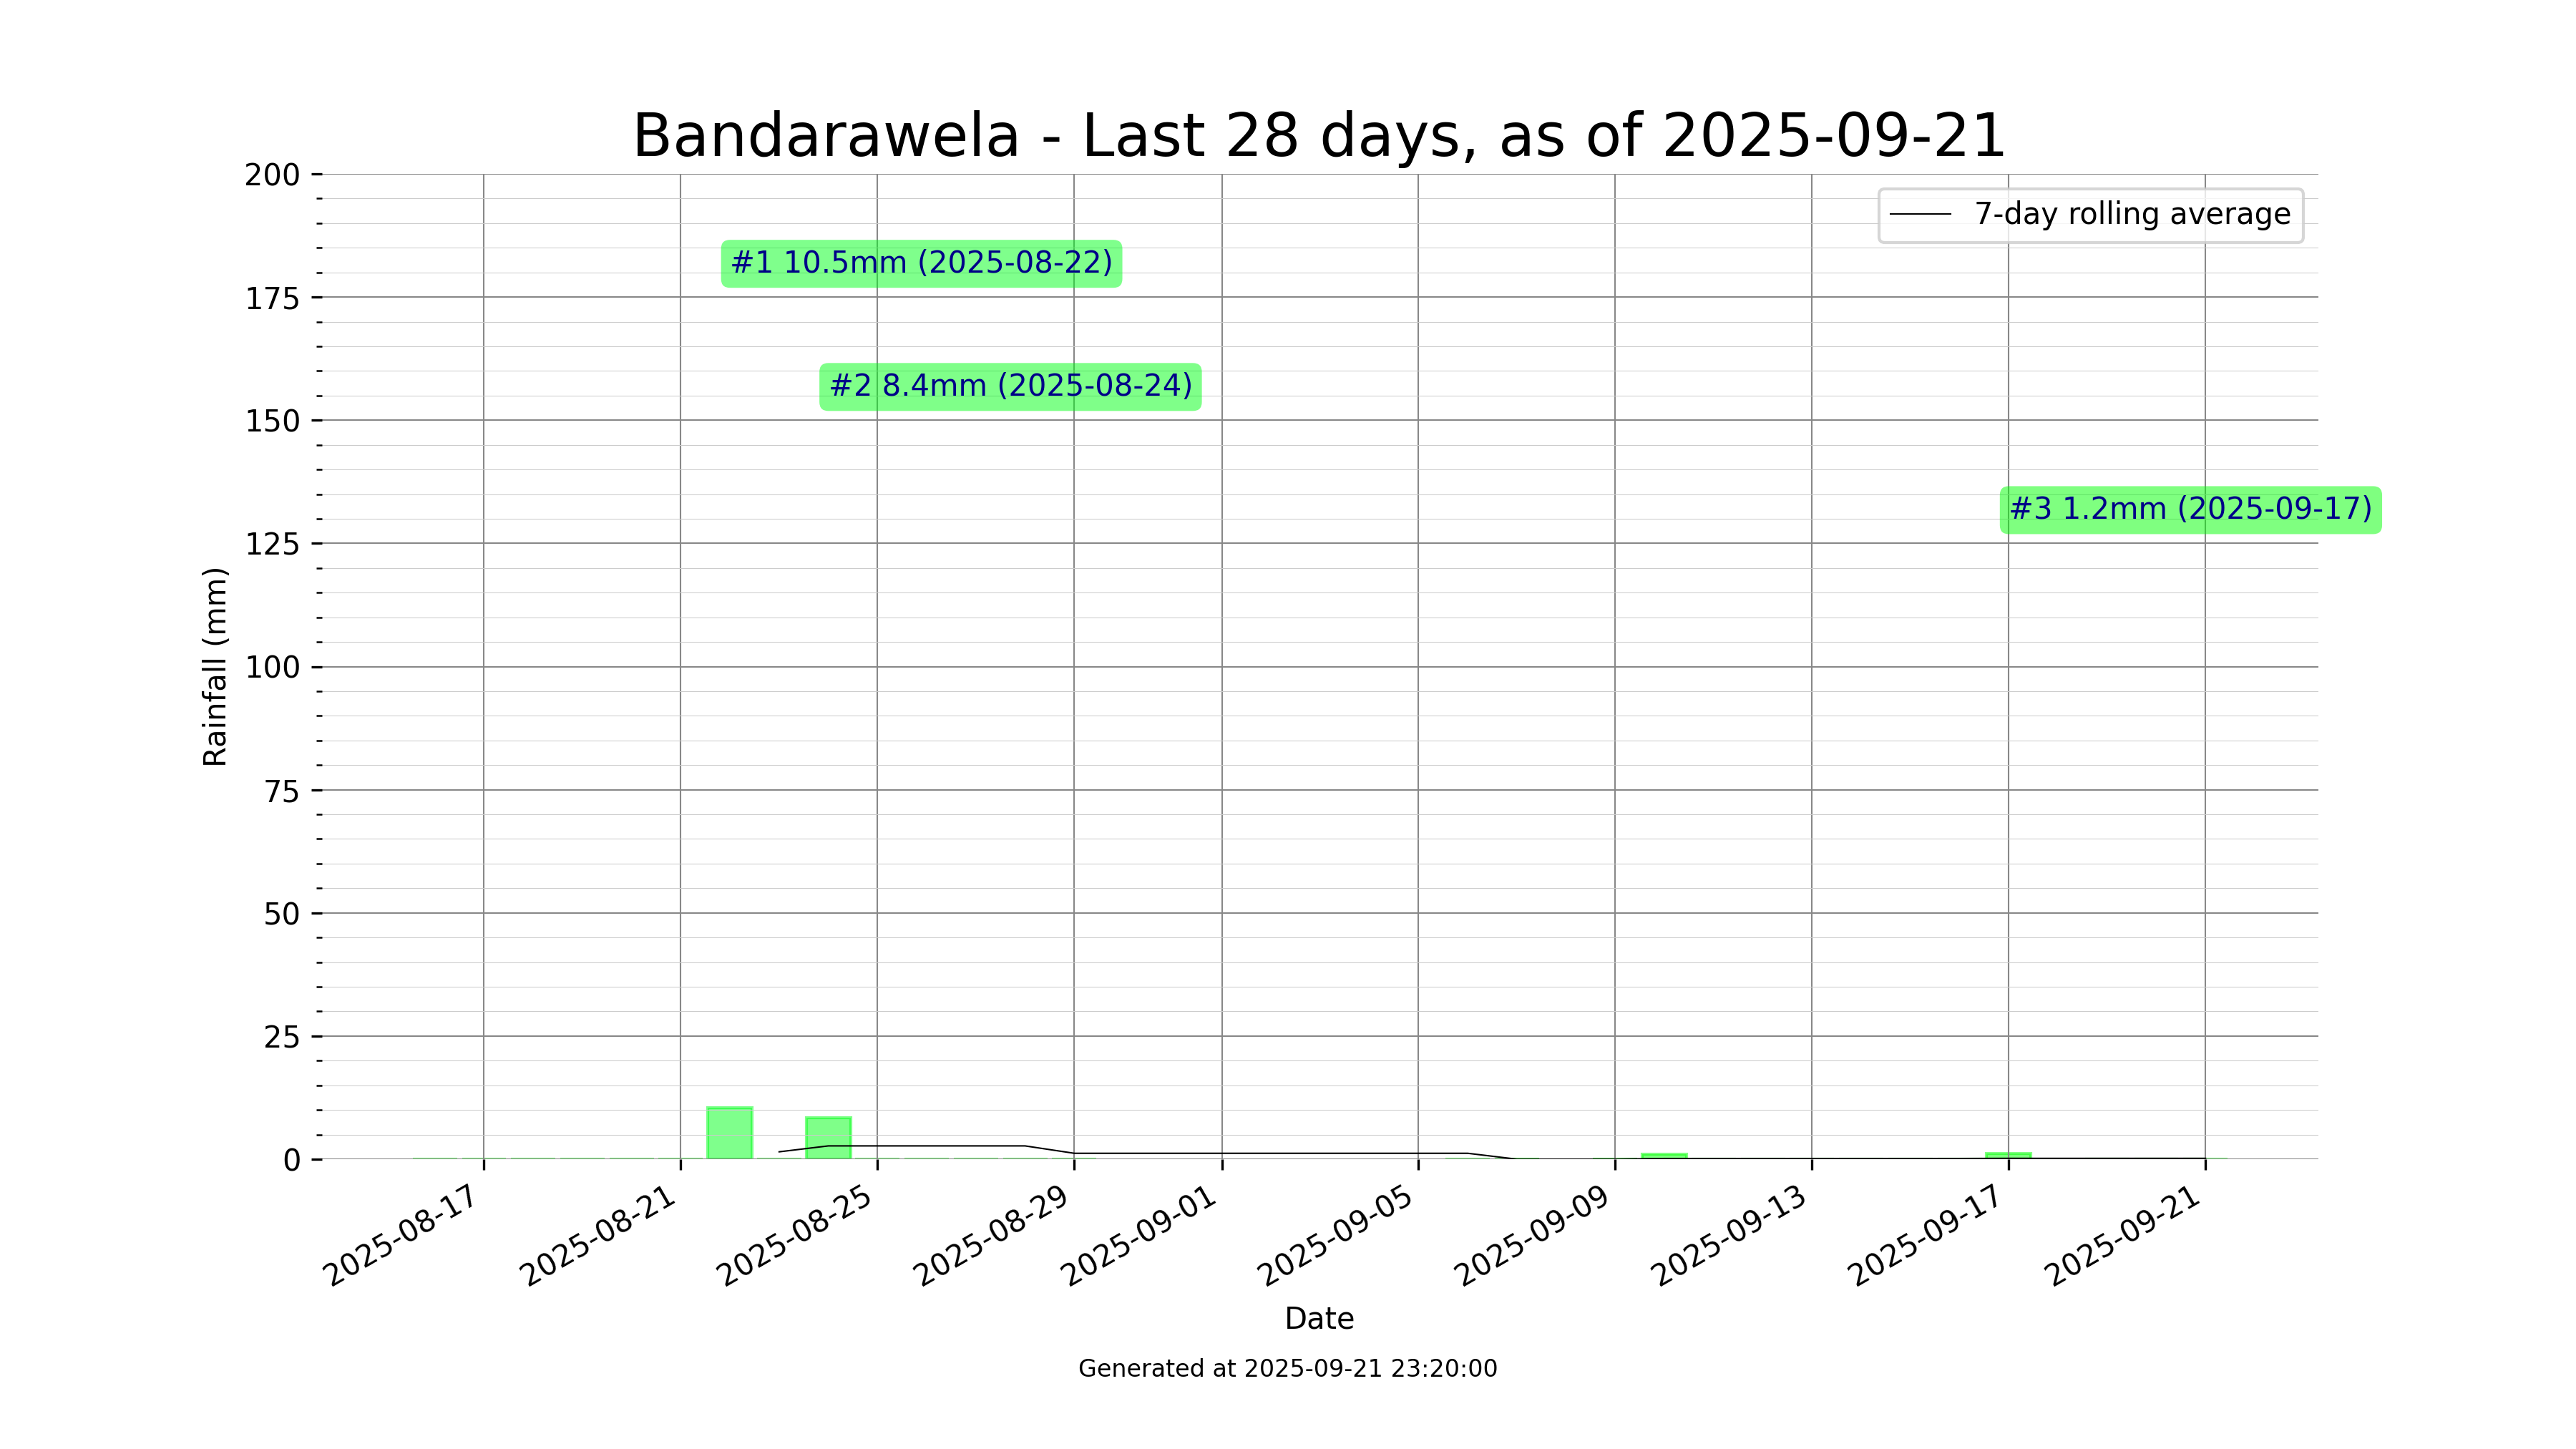 Bandarawela - Last 28 days, as of 2025-09-21
7-day rolling average
#1 10.5mm (2025-08-22)
#2 8.4mm (2025-08-24)
#3 1.2mm (2025-09-17)
Rainfall (mm)
200
175
150
125
100
75
50
25
0
2025-08-17
2025-08-21
2025-08-25
2025-08-29
2025-09-01
2025-09-05
2025-09-09
2025-09-13
2025-09-17
2025-09-21
Date
Generated at 2025-09-21 23:20:00